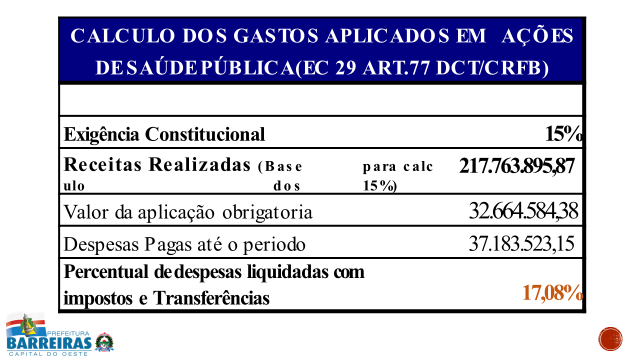 CALCULO DOS GASTOS APLICADOS EM AÇÕES
DE SAÚDE PÚBLICA(EC 29 ART.77 DCT/CRFB)
Exigência Constitucional 15%
Receitas Realizadas (Base para calc 217.763.895,87
ulo dos 15%)
Valor da aplicação obrigatoria 32.664.584,38
Despesas Pagas até o periodo 37.183.523,15
Percentual de despesas liquidadas com
impostos e Transferências 17,08%
PREFEITURA
BARREIRAS
CAPITAL DO OESTE